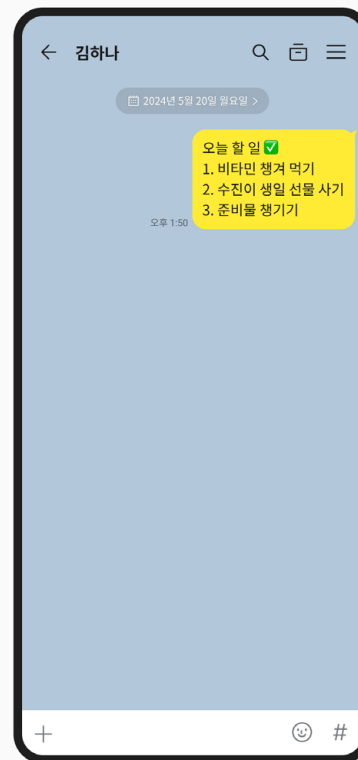 김하나
2024년 5월 20일 월요일 >
오늘 할 일 ✅
1. 비타민 챙겨 먹기
2. 수진이 생일 선물 사기
3. 준비물 챙기기
오후 1:50
#